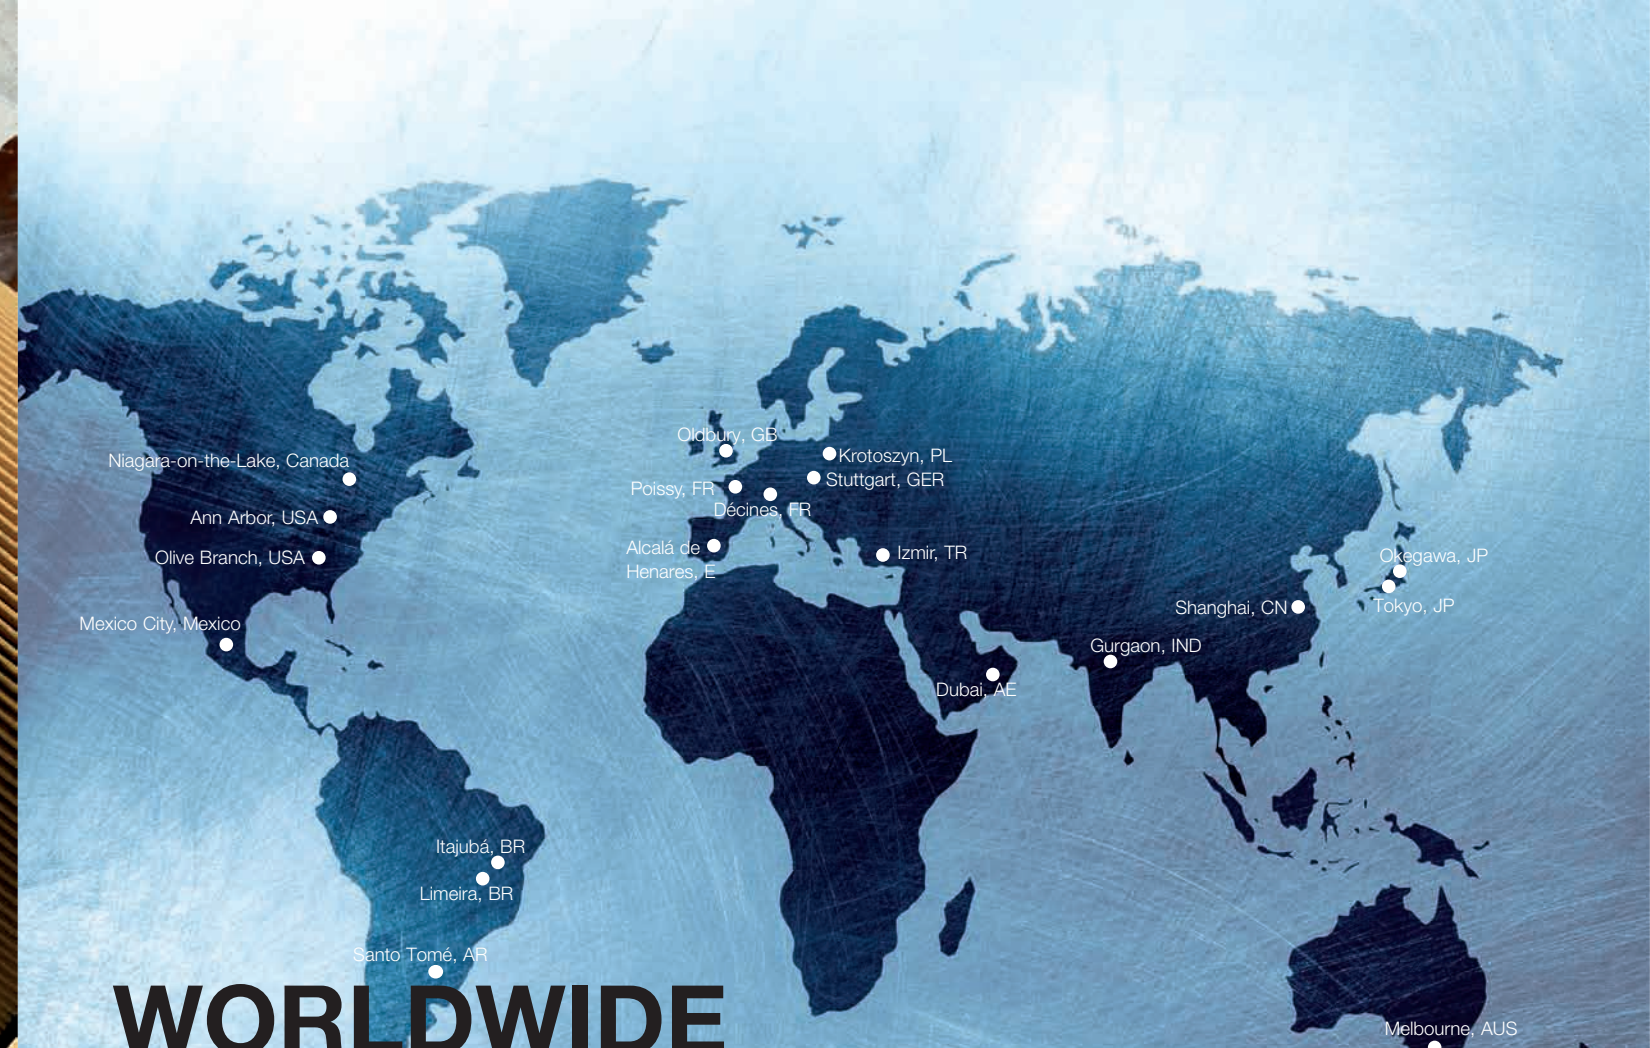 Oldbury, GB
Krotoszyn, PL
Niagara-on-the-Lake, Canada
Stuttgart, GER
Poissy, FR
Décines, FR
Ann Arbor, USA
Alcalá de
Henares, E
Izmir, TR
Olive Branch, USA
Okegawa, JP
Tokyo, JP
Shanghai, CN
Mexico City, Mexico
Gurgaon, IND
Dubai, AE
Itajubá, BR
Limeira, BR
Santo Tomé, AR
WORLDWIDE
Melbourne, AUS